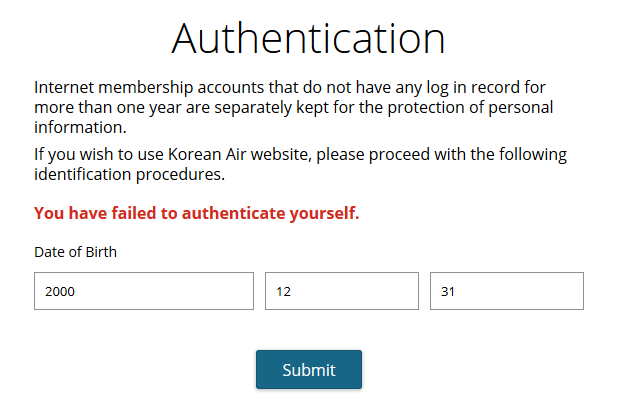 Authentication
Internet membership accounts that do not have any log in record for
more than one year are separately kept for the protection of personal
information.
If you wish to use Korean Air website, please proceed with the following
identification procedures.
You have failed to authenticate yourself.
Date of Birth
2000 12 31
Submit